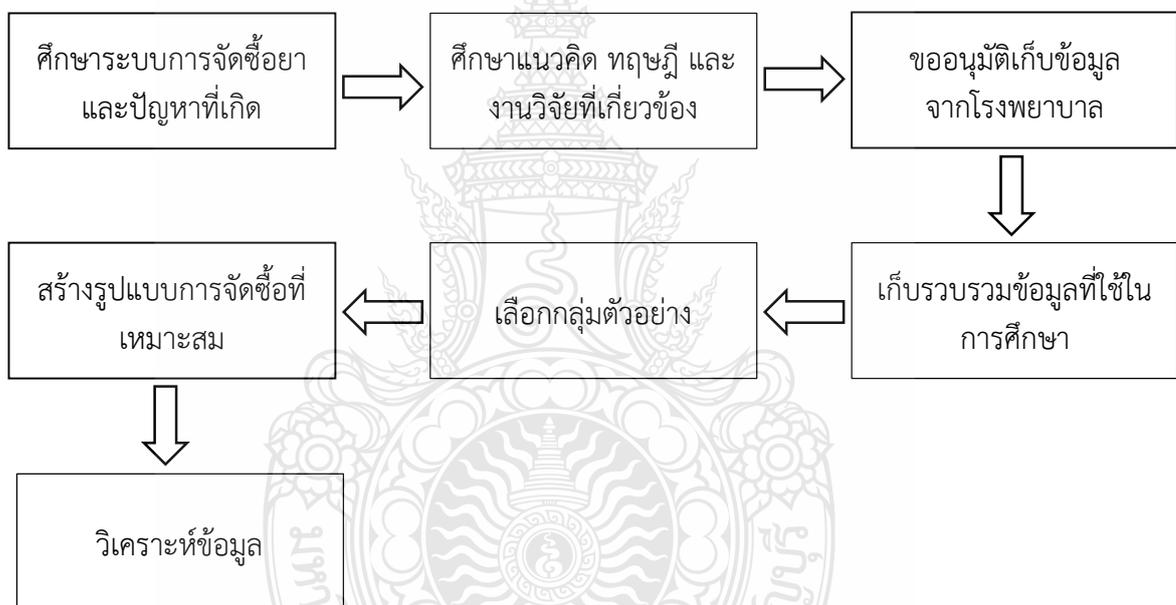 ศึกษาระบบการจัดซื้อยา
และปัญหาที่เกิด
ศึกษาแนวคิด ทฤษฎี และ
งานวิจัยที่เกี่ยวข้อง
ขออนุมัติเก็บข้อมูล
จากโรงพยาบาล
เก็บรวบรวมข้อมูลที่ใช้ใน
การศึกษา
เลือกกลุ่มตัวอย่าง
สร้างรูปแบบการจัดซื้อที่
เหมาะสม
วิเคราะห์ข้อมูล